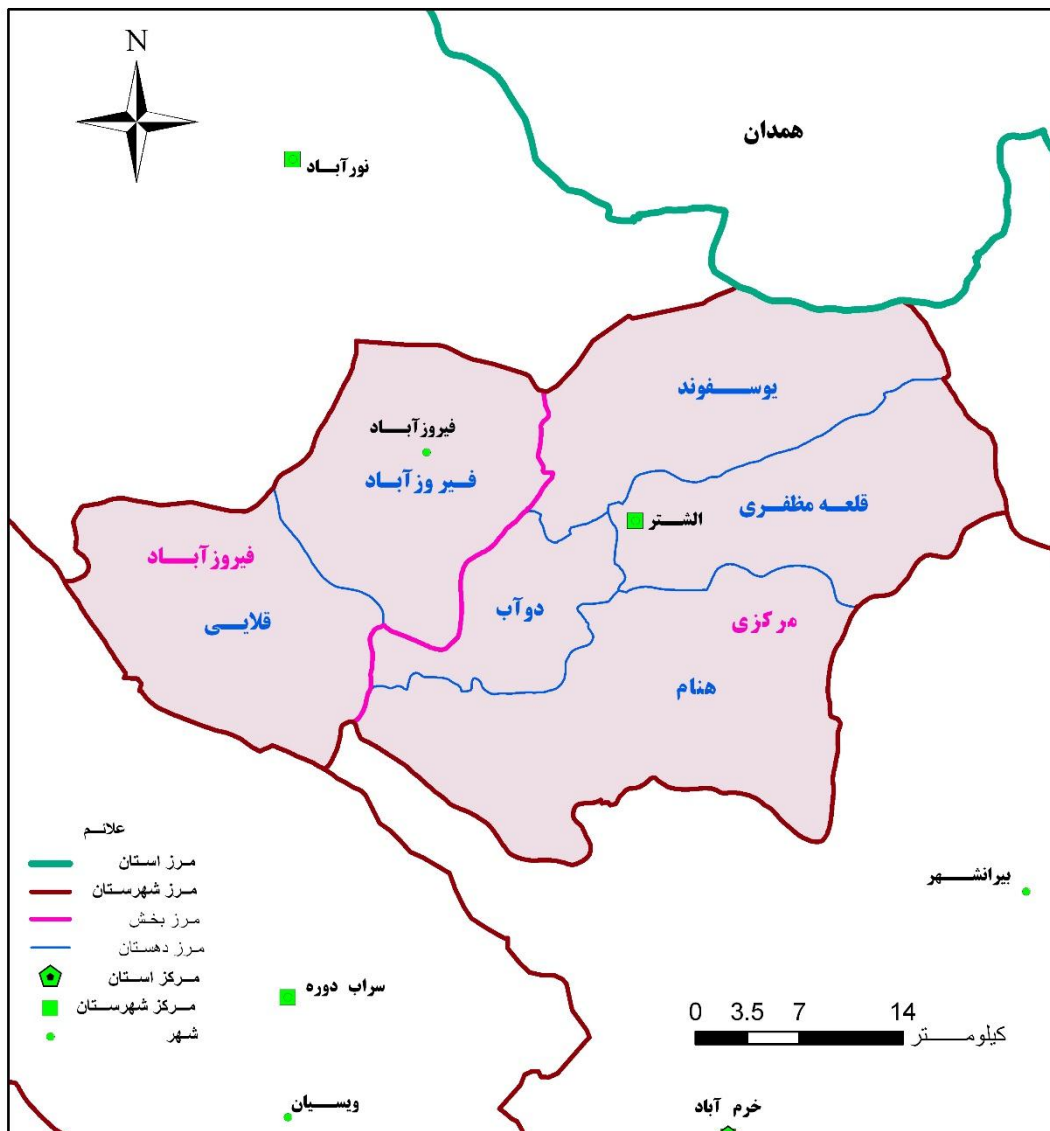 N
همدان
نورآباد
یوسفوند
فیروزآباد
فیروزآباد
قلعه مظفری
الشتر
فیروزآباد
دوآب
قلایی
مرکزی
هنام
علائم
مرز استان
مرز شهرستان
مرز بخش
مرز دهستان
مرکز استان
مرکز شهرستان
شهر
بیرانشهر
سراب دوره
0 3.5 7 14
کیلومتر
ویسیان
خرم آباد